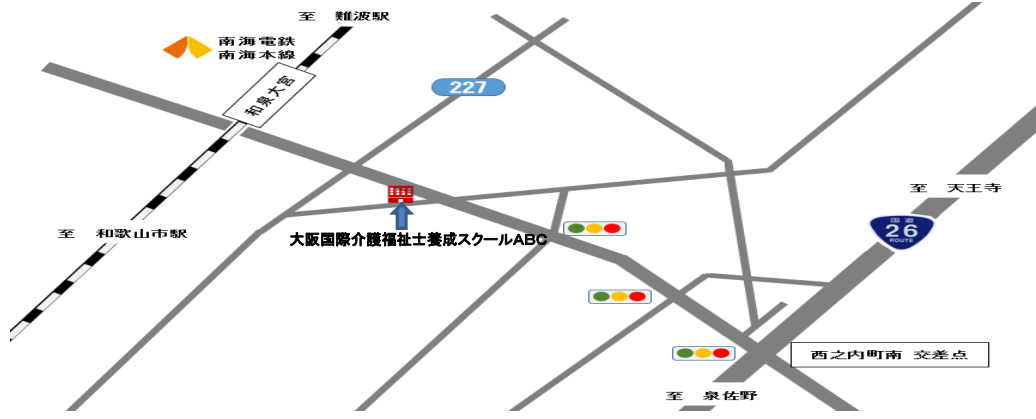 至 難波駅
南海電鉄
南海本線
和泉大宮
227
至 天王寺
国道
26
ROUTE
至 和歌山市駅
大阪国際介護福祉士養成スクールABC
西之内町南 交差点
至 泉佐野